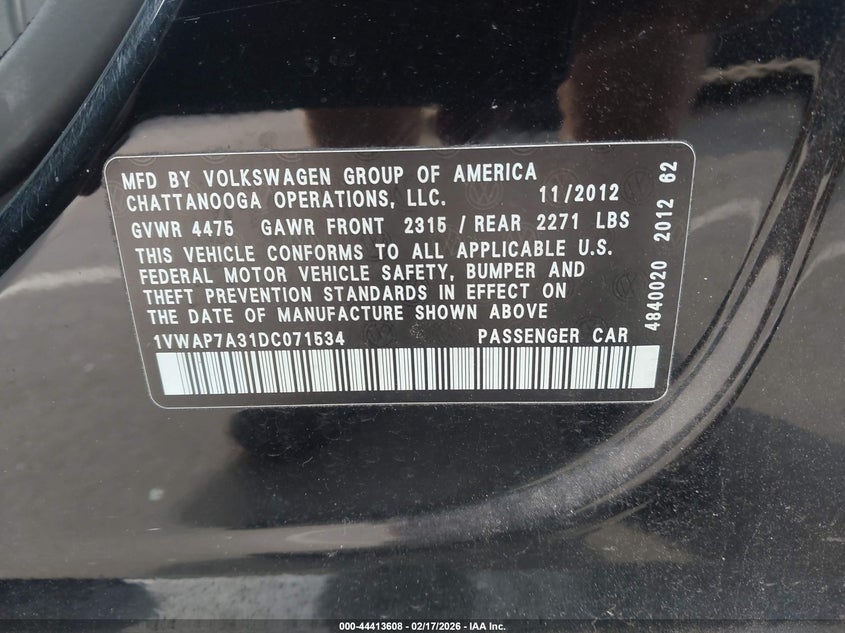 MFD BY VOLKSWAGEN GROUP OF AMERICA
CHATTANOOGA OPERATIONS, LLC. 11/2012
GVWR 4475 GAWR FRONT 2315 / REAR 2271 LBS
THIS VEHICLE CONFORMS TO ALL APPLICABLE U.S.
FEDERAL MOTOR VEHICLE SAFETY, BUMPER AND
THEFT PREVENTION STANDARDS IN EFFECT ON
THE DATE OF MANUFACTURE SHOWN ABOVE
1VWAP7A31DC071534 PASSENGER CAR
4840020 2012 62
000-44413608 - 02/17/2026 - IAA Inc.